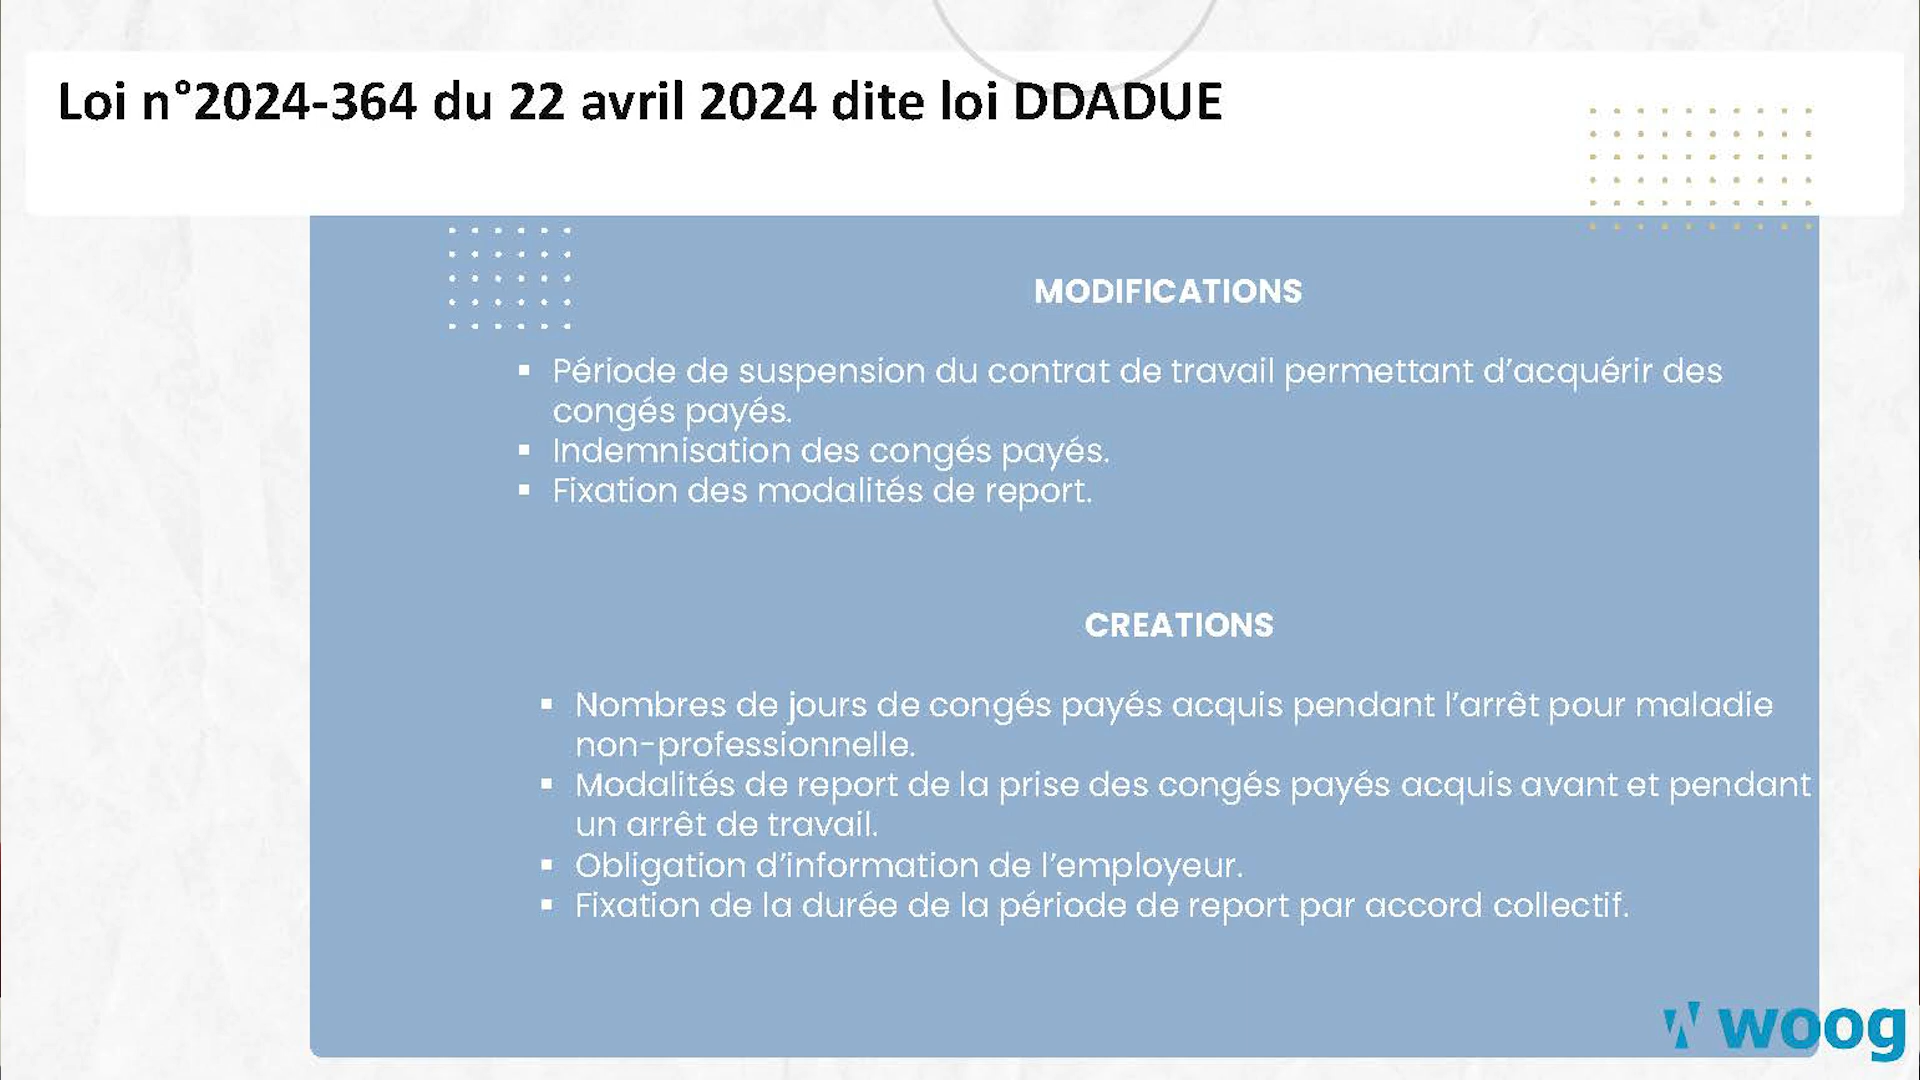 Loi n°2024-364 du 22 avril 2024 dite loi DDADUE
MODIFICATIONS
▪ Période de suspension du contrat de travail permettant d’acquérir des
congés payés.
▪ Indemnisation des congés payés.
▪ Fixation des modalités de report.
CREATIONS
▪ Nombres de jours de congés payés acquis pendant l’arrêt pour maladie
non-professionnelle.
▪ Modalités de report de la prise des congés payés acquis avant et pendant
un arrêt de travail.
▪ Obligation d’information de l’employeur.
▪ Fixation de la durée de la période de report par accord collectif.
woog